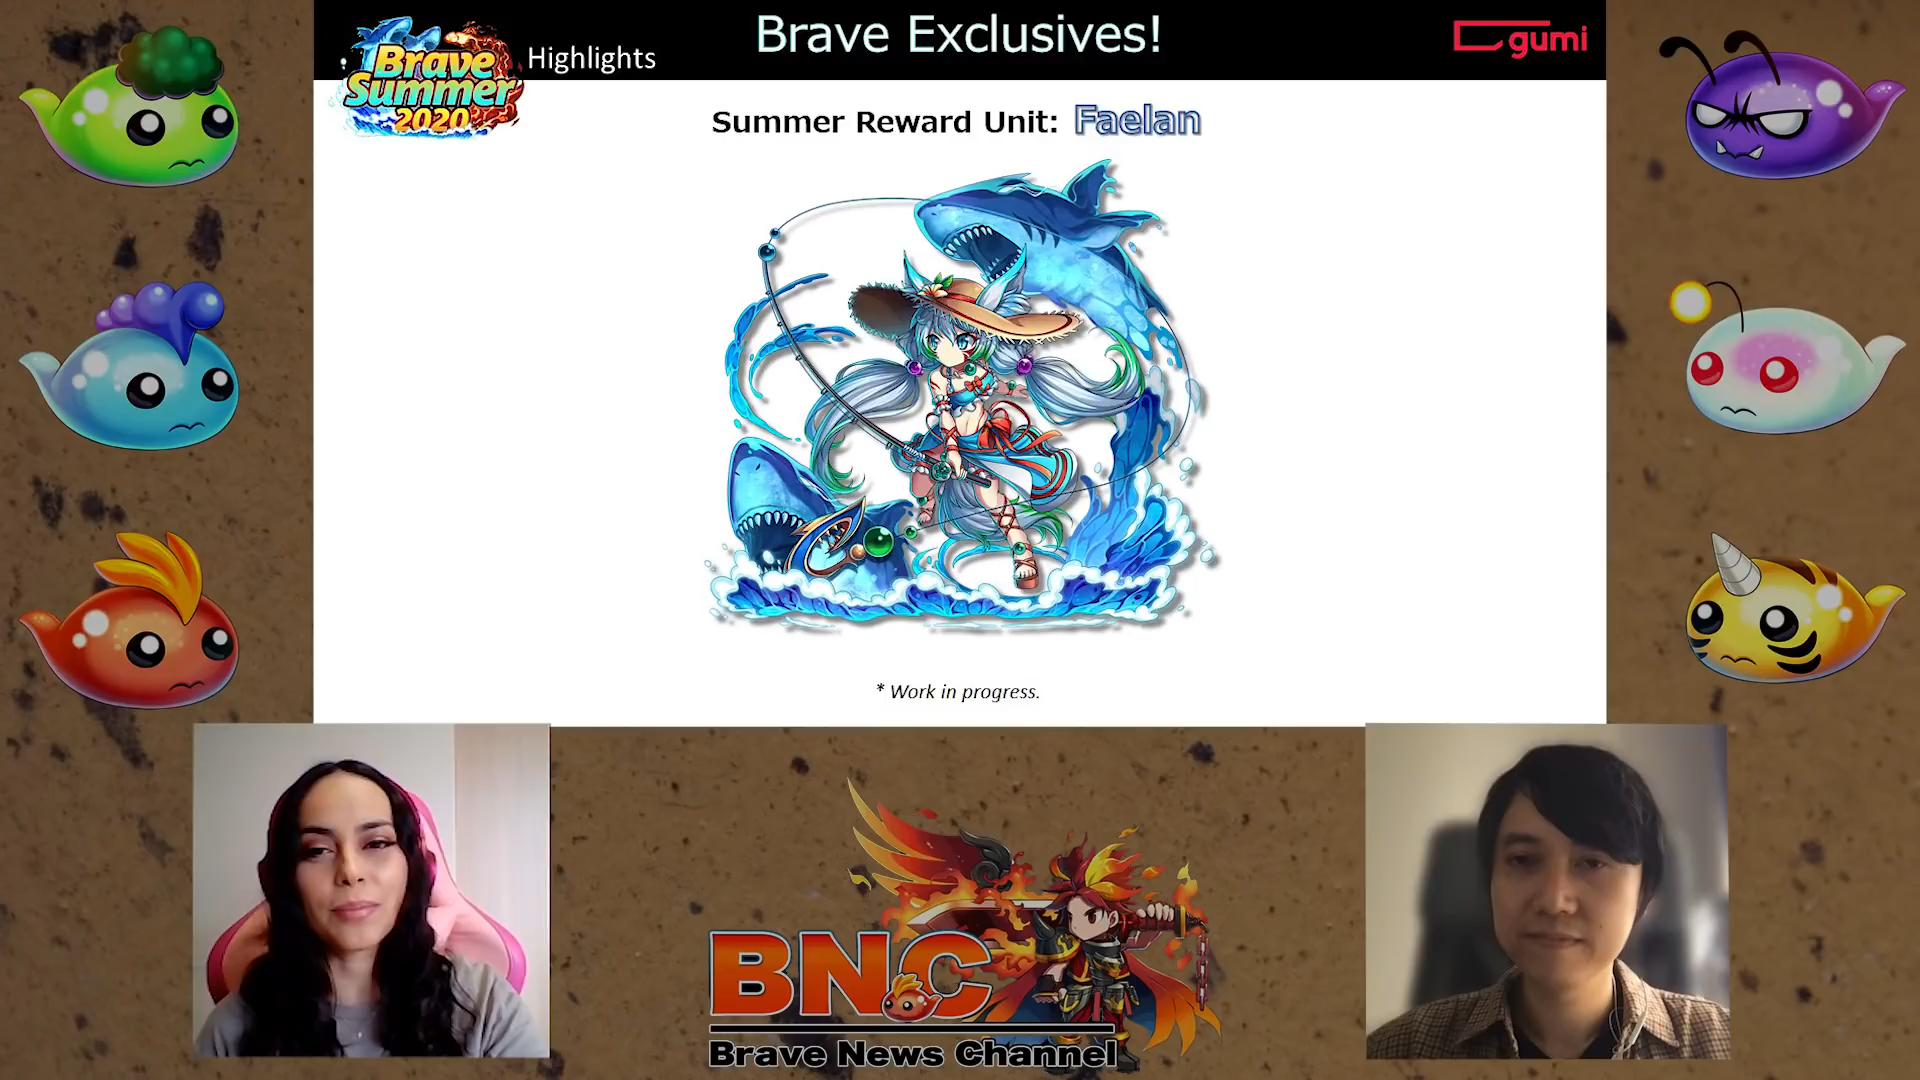 Brave Summer 2020
Highlights
Brave Exclusives!
gumi
Summer Reward Unit: Faelan
* Work in progress.
BNC
Brave News Channel